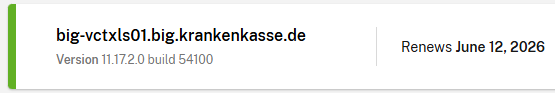 big-vctxls01.big.krankenkasse.de
Version 11.17.2.0 build 54100
Renews June 12, 2026